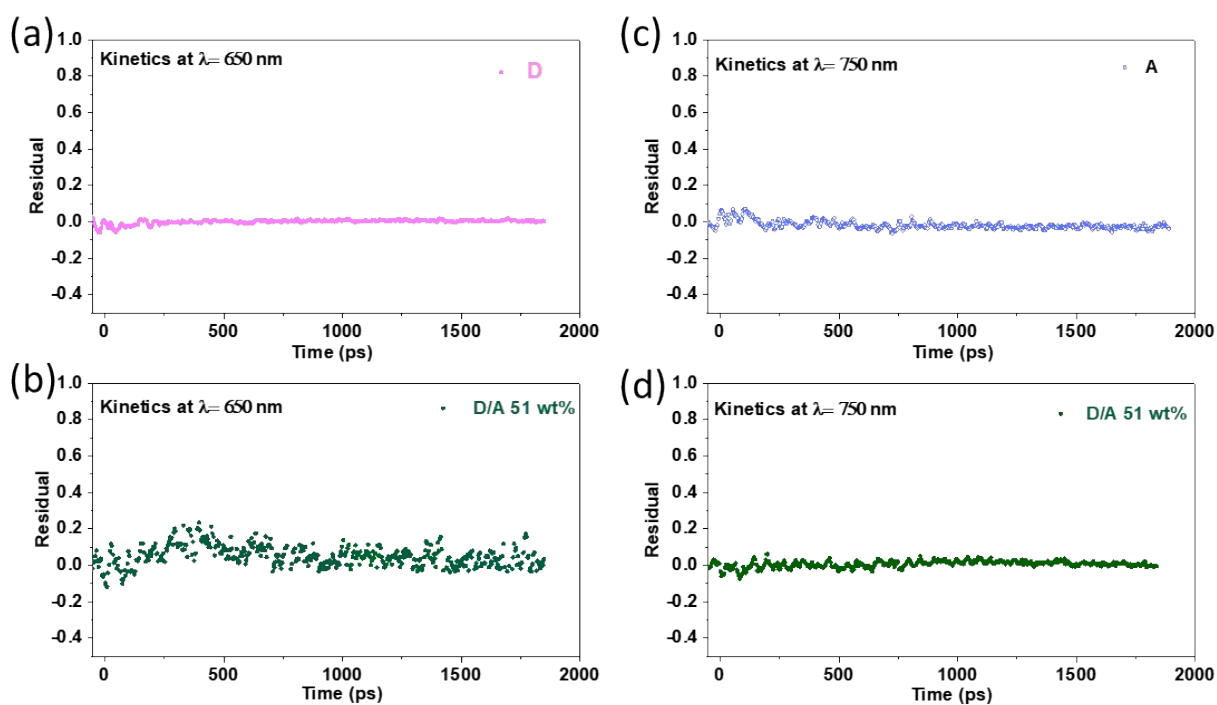 (a)
1.0
0.8
0.6
0.4
0.2
0.0
-0.2
-0.4
Residual
Kinetics at λ= 650 nm
D
0
500
1000
1500
2000
Time (ps)
(c)
1.0
0.8
0.6
0.4
0.2
0.0
-0.2
-0.4
Residual
Kinetics at λ= 750 nm
A
0
500
1000
1500
2000
Time (ps)
(b)
1.0
0.8
0.6
0.4
0.2
0.0
-0.2
-0.4
Residual
Kinetics at λ= 650 nm
D/A 51 wt%
0
500
1000
1500
2000
Time (ps)
(d)
1.0
0.8
0.6
0.4
0.2
0.0
-0.2
-0.4
Residual
Kinetics at λ= 750 nm
D/A 51 wt%
0
500
1000
1500
2000
Time (ps)